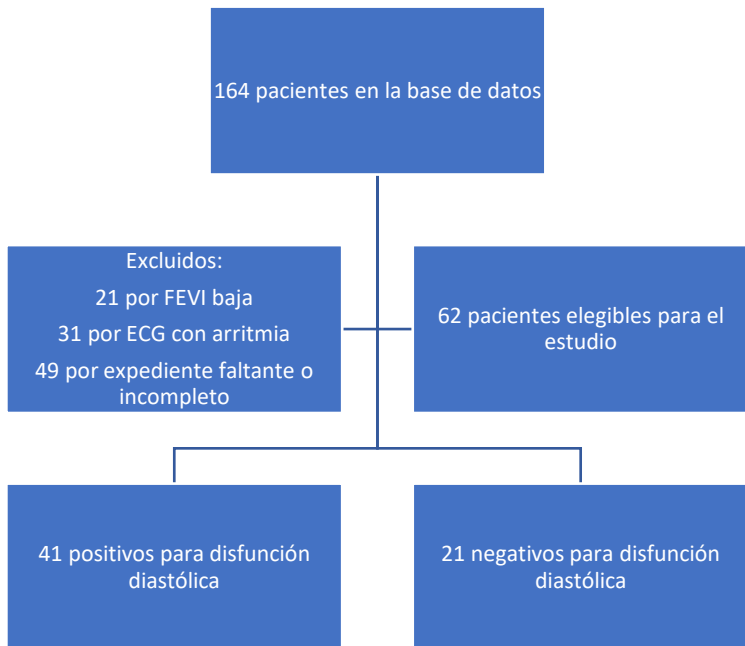 164 pacientes en la base de datos
Excluidos:
21 por FEVI baja
31 por ECG con arritmia
49 por expediente faltante o
incompleto
62 pacientes elegibles para el
estudio
41 positivos para disfunción
diastólica
21 negativos para disfunción
diastólica